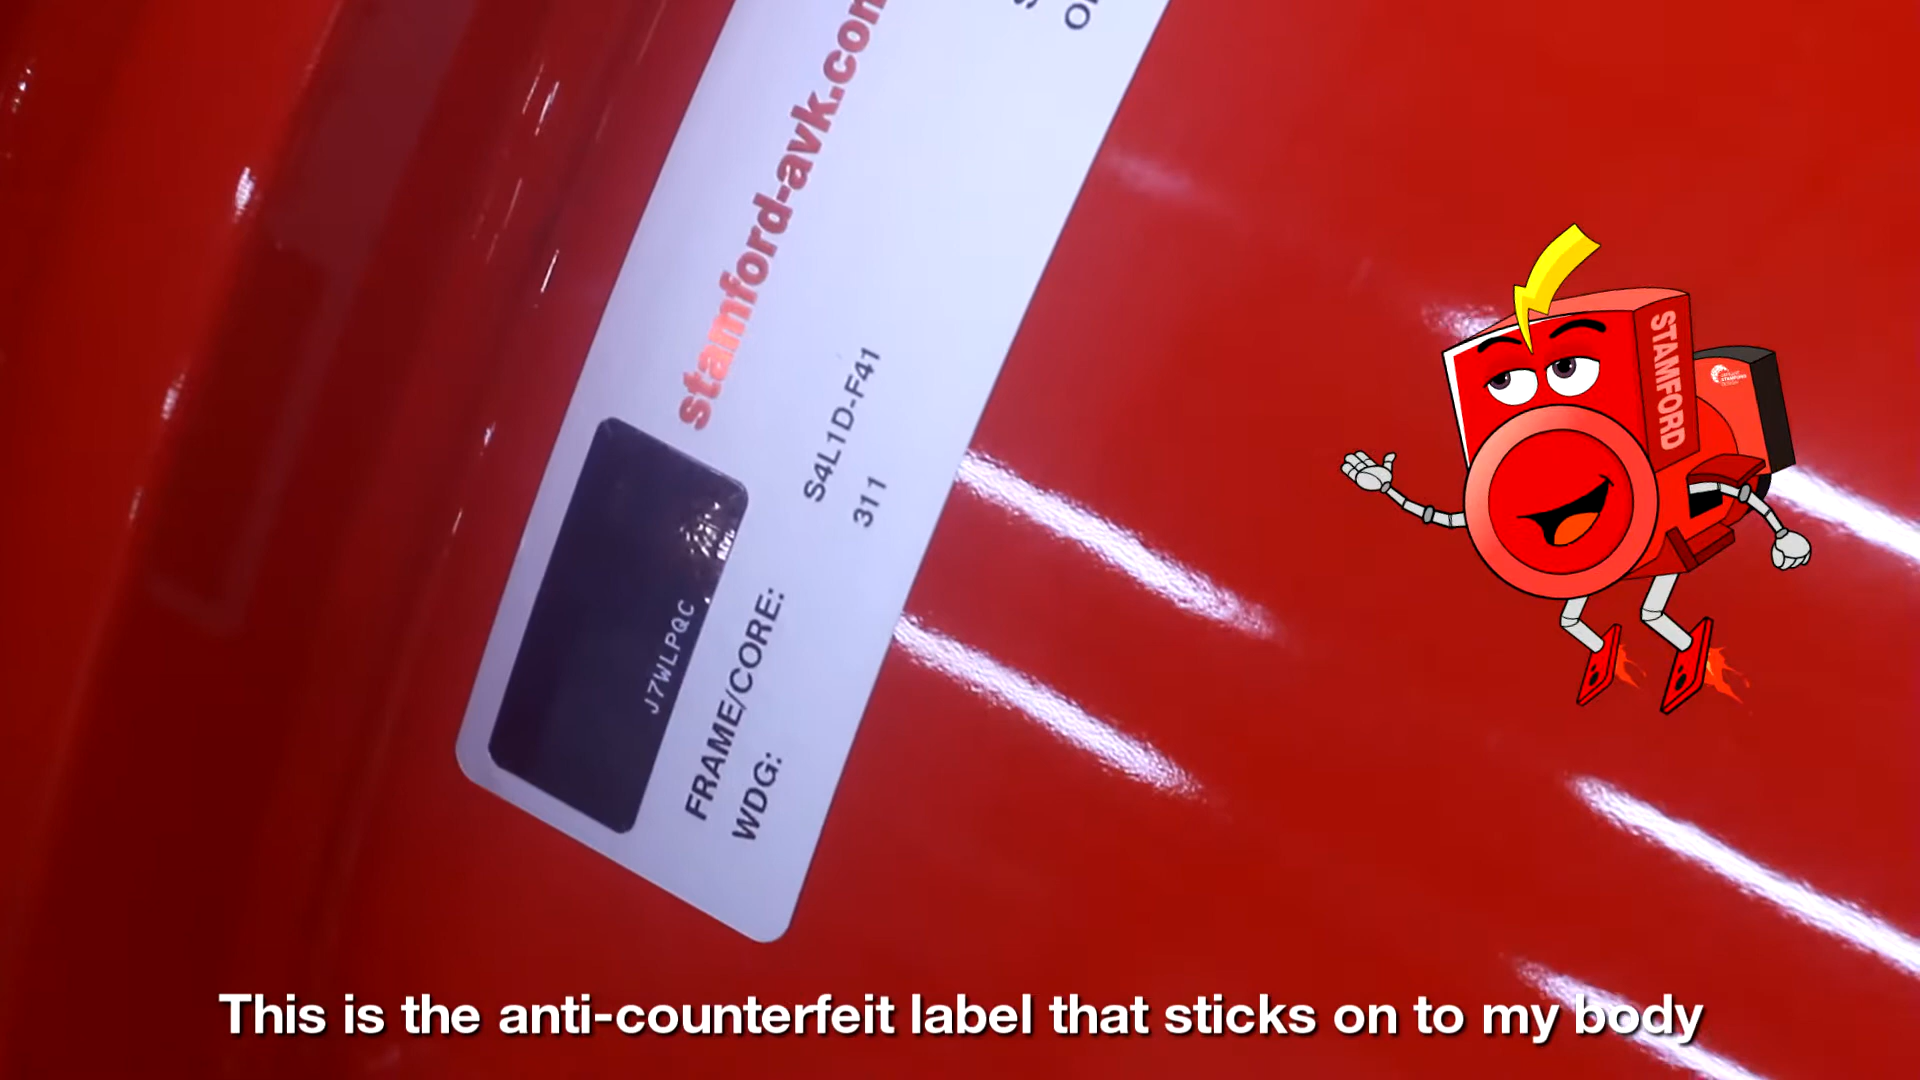 stamford-avk.com
J7WLPQC
FRAME/CORE: S4L1D-F41
WDG: 311
STAMFORD
This is the anti-counterfeit label that sticks on to my body